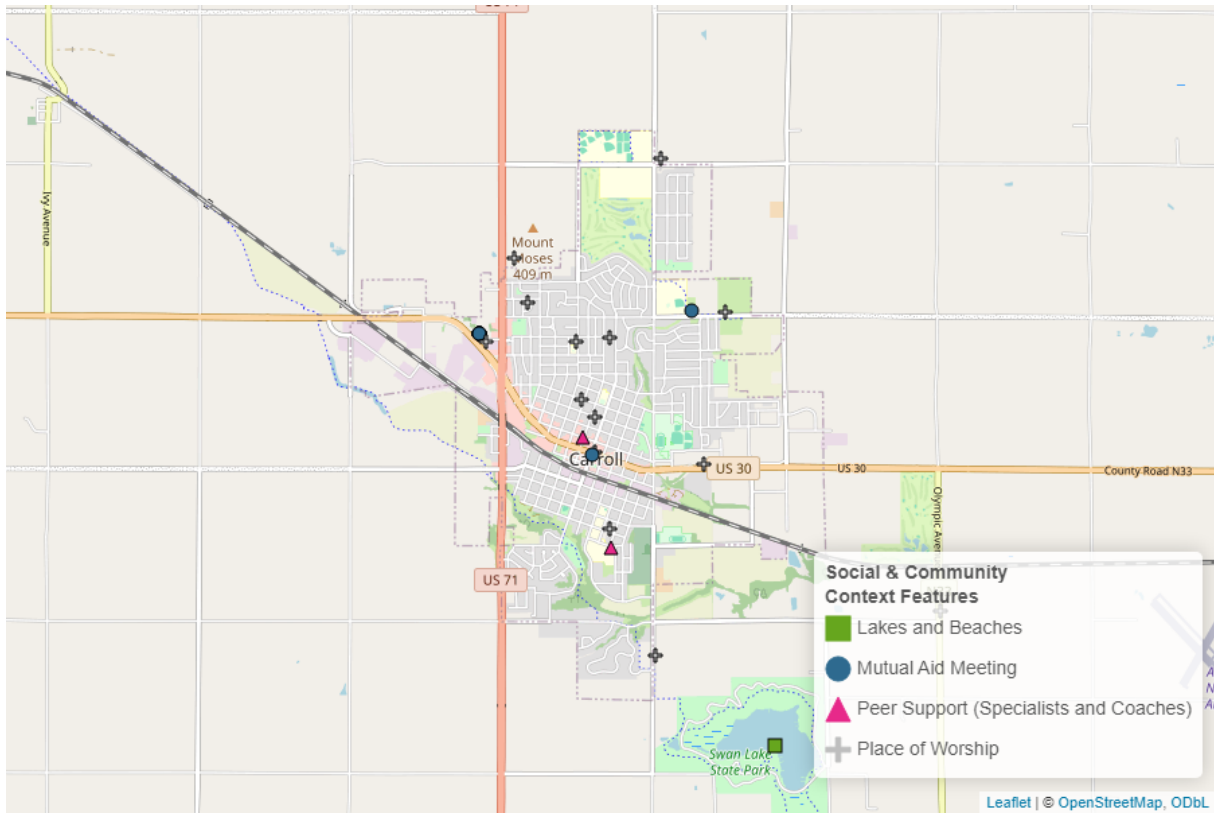 Ivy Avenue
Mount
Moses
409 m
Carroll
US 30
US 30
County Road N33
US 71
Swan Lake
State Park
Social & Community
Context Features
Lakes and Beaches
Mutual Aid Meeting
Peer Support (Specialists and Coaches)
Place of Worship
Leaflet | © OpenStreetMap, ODbL